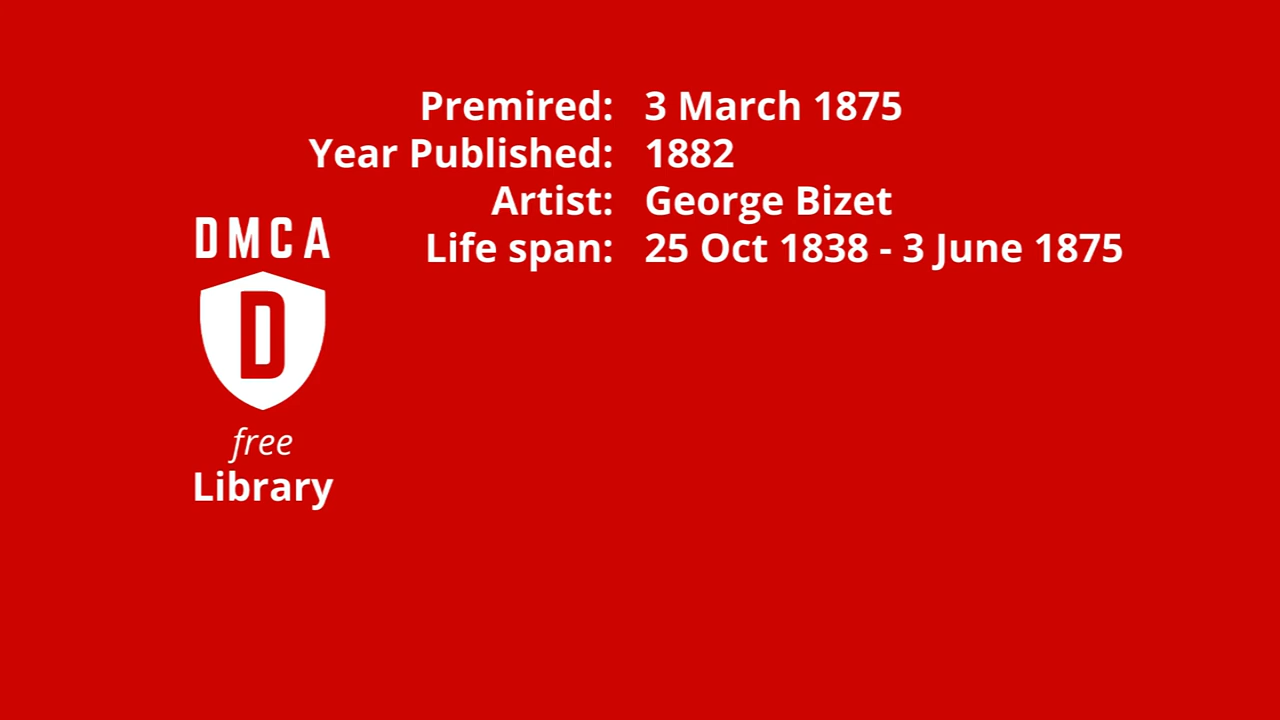 Premired: 3 March 1875
Year Published: 1882
Artist: George Bizet
Life span: 25 Oct 1838 - 3 June 1875
DMCA
D
free
Library